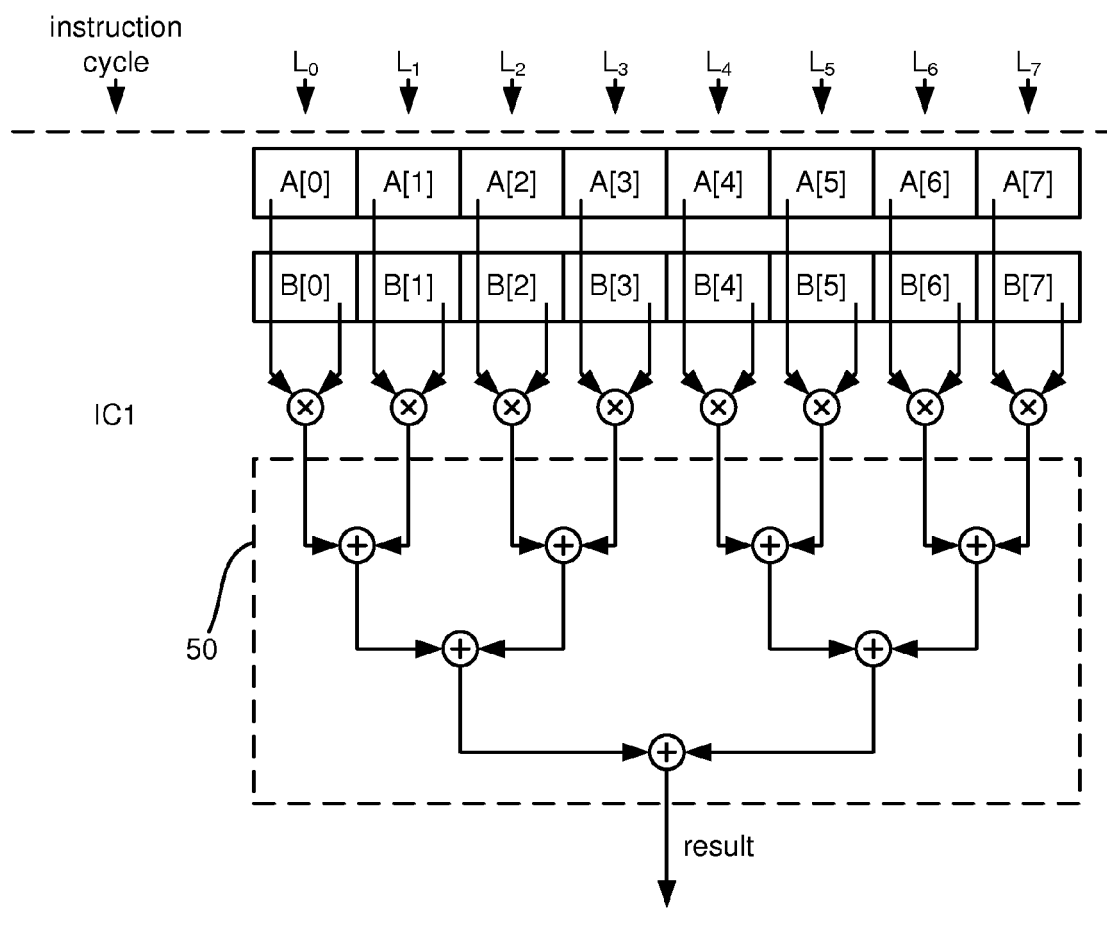 instruction
cycle L₀ L₁ L₂ L₃ L₄ L₅ L₆ L₇
A[0] A[1] A[2] A[3] A[4] A[5] A[6] A[7]
B[0] B[1] B[2] B[3] B[4] B[5] B[6] B[7]
× × × × × × × ×
IC1
+ + + +
50
+ +
+
result